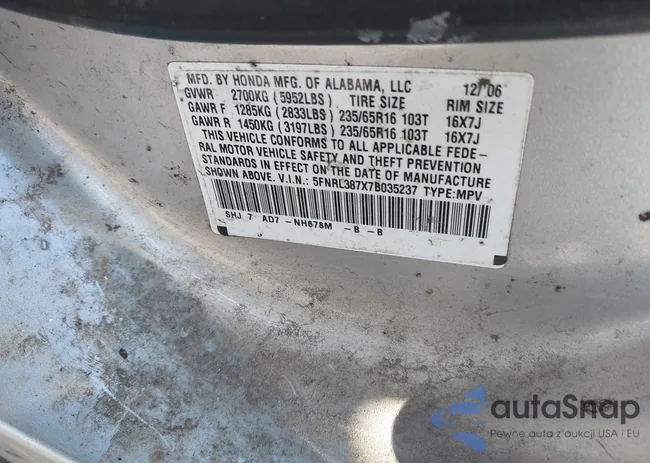 MFD. BY HONDA MFG. OF ALABAMA, LLC 12/06
GVWR 2700KG (5952LBS) TIRE SIZE RIM SIZE
GAWR F 1285KG (2833LBS) 235/65R16 103T 16X7J
GAWR R 1450KG (3197LBS) 235/65R16 103T 16X7J
THIS VEHICLE CONFORMS TO ALL APPLICABLE FEDE-
RAL MOTOR VEHICLE SAFETY AND THEFT PREVENTION
STANDARDS IN EFFECT ON THE DATE OF MANUFACTURE
SHOWN ABOVE. V.I.N: 5FNRL387X7B035237 TYPE:MPV
SHJ 7 AD7 -NH678M -B -B
autaSnap
Pewne auta z aukcji USA i EU